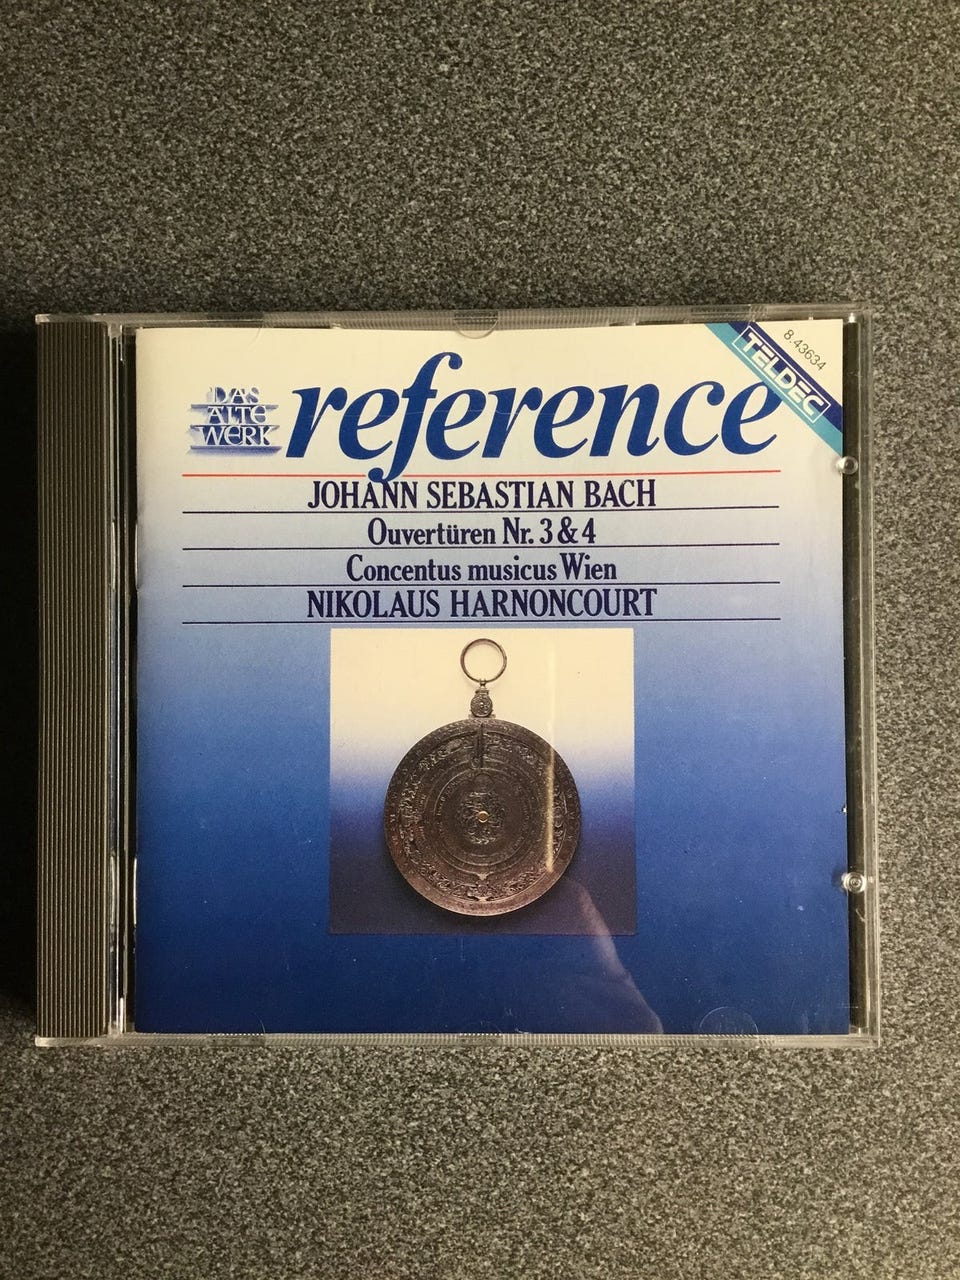 8.43634
TELDEC
DAS
ALTE
WERK
reference
JOHANN SEBASTIAN BACH
Ouvertüren Nr. 3 & 4
Concentus musicus Wien
NIKOLAUS HARNONCOURT